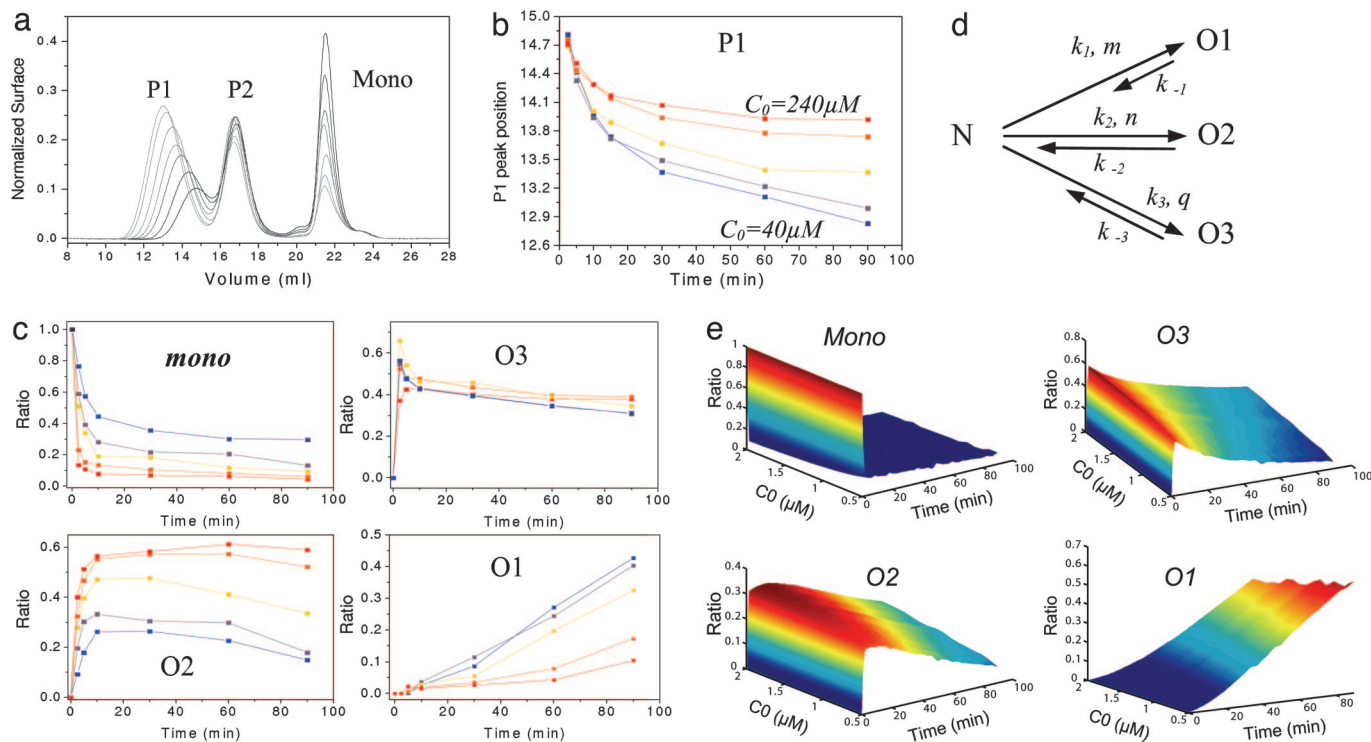 a
Normalized Surface
0.4
0.3
0.2
0.1
0.0
P1
P2
Mono
8 10 12 14 16 18 20 22 24 26 28
Volume (ml)
b
P1 peak position
15.0
14.7
14.4
14.1
13.8
13.5
13.2
12.9
12.6
P1
C0=240μM
C0=40μM
0 10 20 30 40 50 60 70 80 90 100
Time (min)
d
N
k1, m
k -1
O1
k2, n
k -2
O2
k3, q
k -3
O3
c
Ratio
1.0
0.8
0.6
0.4
0.2
0.0
mono
0 20 40 60 80 100
Time (min)
Ratio
0.6
0.4
0.2
0.0
O3
0 20 40 60 80 100
Time (min)
Ratio
0.6
0.4
0.2
0.0
O2
0 20 40 60 80 100
Time (min)
Ratio
0.5
0.4
0.3
0.2
0.1
0.0
O1
0 20 40 60 80 100
Time (min)
e
Mono
Ratio
1
0.8
0.6
0.4
0.2
0
2 1.5 1 0.5
C0 (μM)
0 20 40 60 80 100
Time (min)
O3
Ratio
0.8
0.6
0.4
0.2
0
2 1.5 1 0.5
C0 (μM)
0 20 40 60 80 100
Time (min)
O2
Ratio
0.4
0.3
0.2
0.1
0
2 1.5 1 0.5
C0 (μM)
0 20 40 60 80 100
Time (min)
O1
Ratio
0.7
0.6
0.5
0.4
0.3
0.2
0.1
0
2 1.5 1 0.5
C0 (μM)
0 20 40 60 80 100
Time (min)